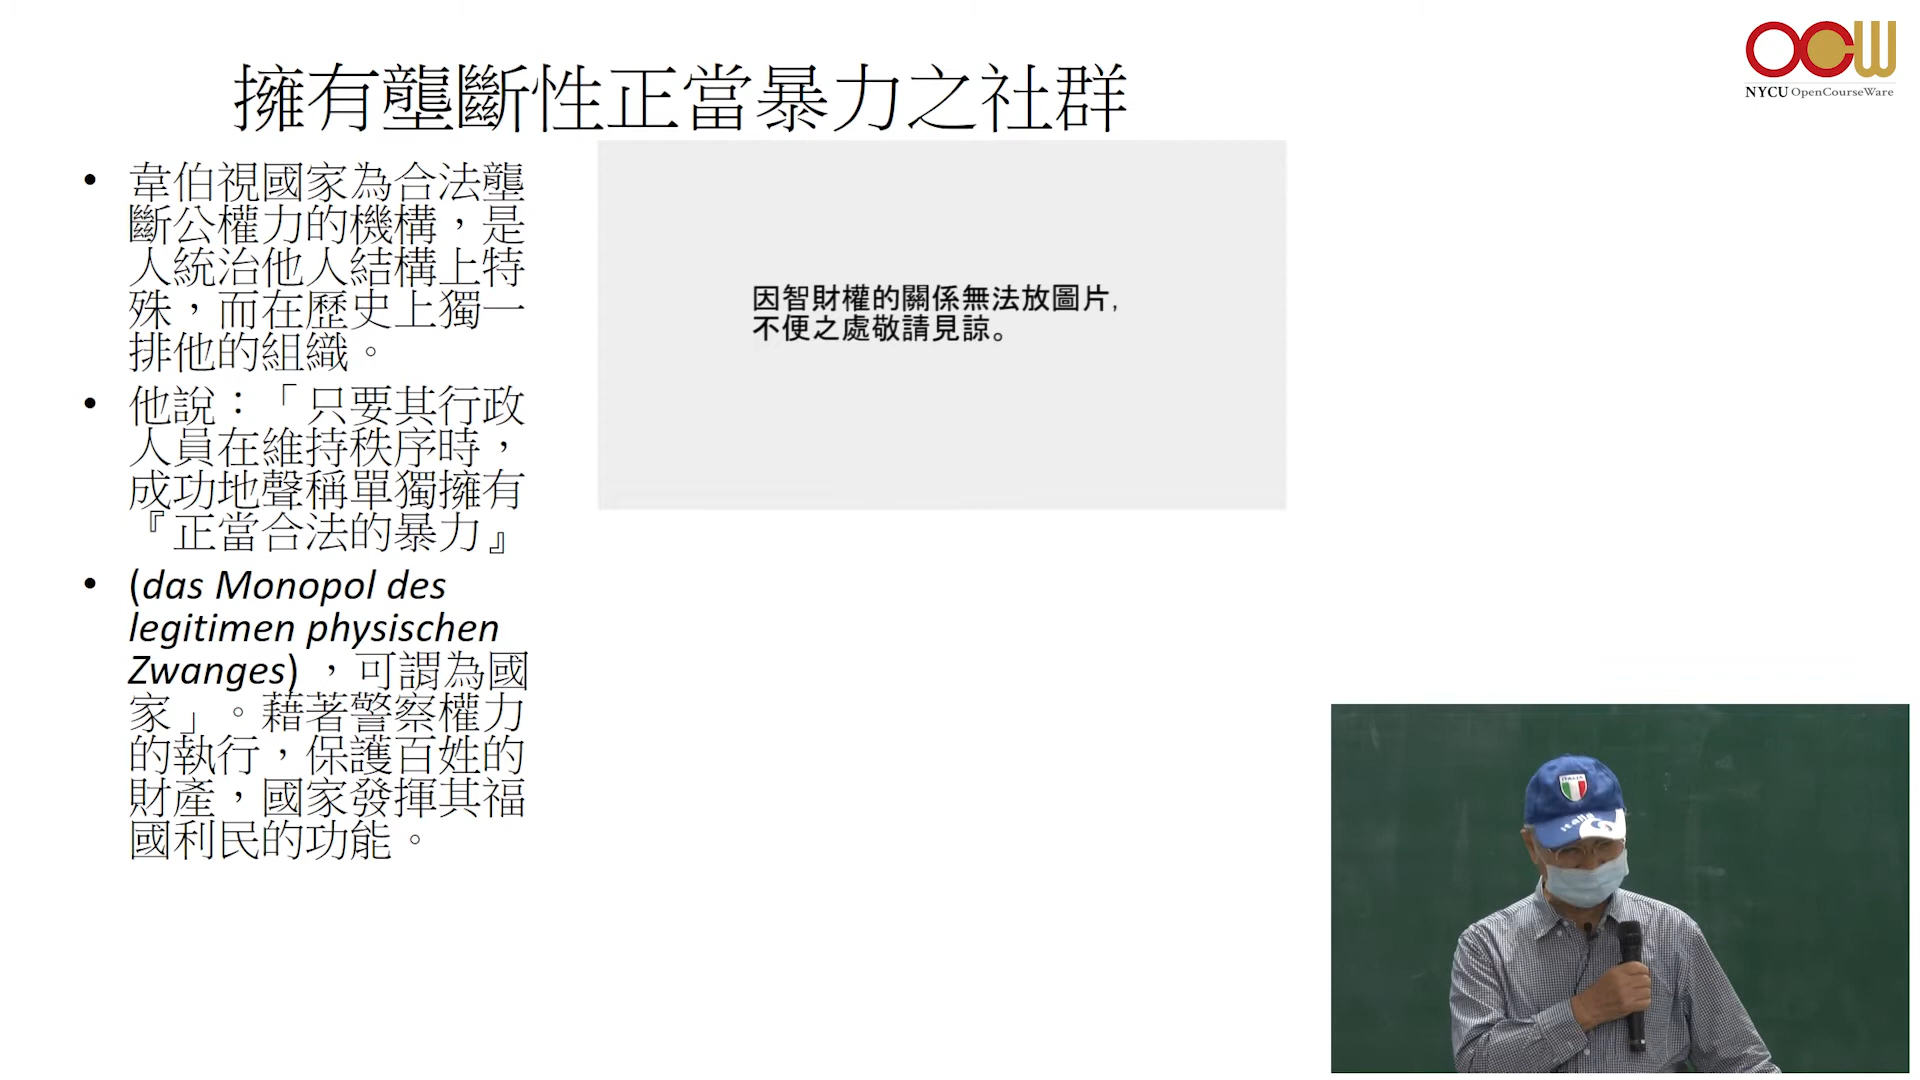 OCW
NYCU OpenCourseWare
擁有壟斷性正當暴力之社群
• 韋伯視國家為合法壟
斷公權力的機構，是
人統治他人結構上特
殊，而在歷史上獨一
排他的組織。
• 他說：「只要其行政
人員在維持秩序時，
成功地聲稱單獨擁有
『正當合法的暴力』
• (das Monopol des
legitimen physischen
Zwanges) ，可謂為國
家」。藉著警察權力
的執行，保護百姓的
財產，國家發揮其福
國利民的功能。
因智財權的關係無法放圖片,
不便之處敬請見諒。
ITALIA
italia